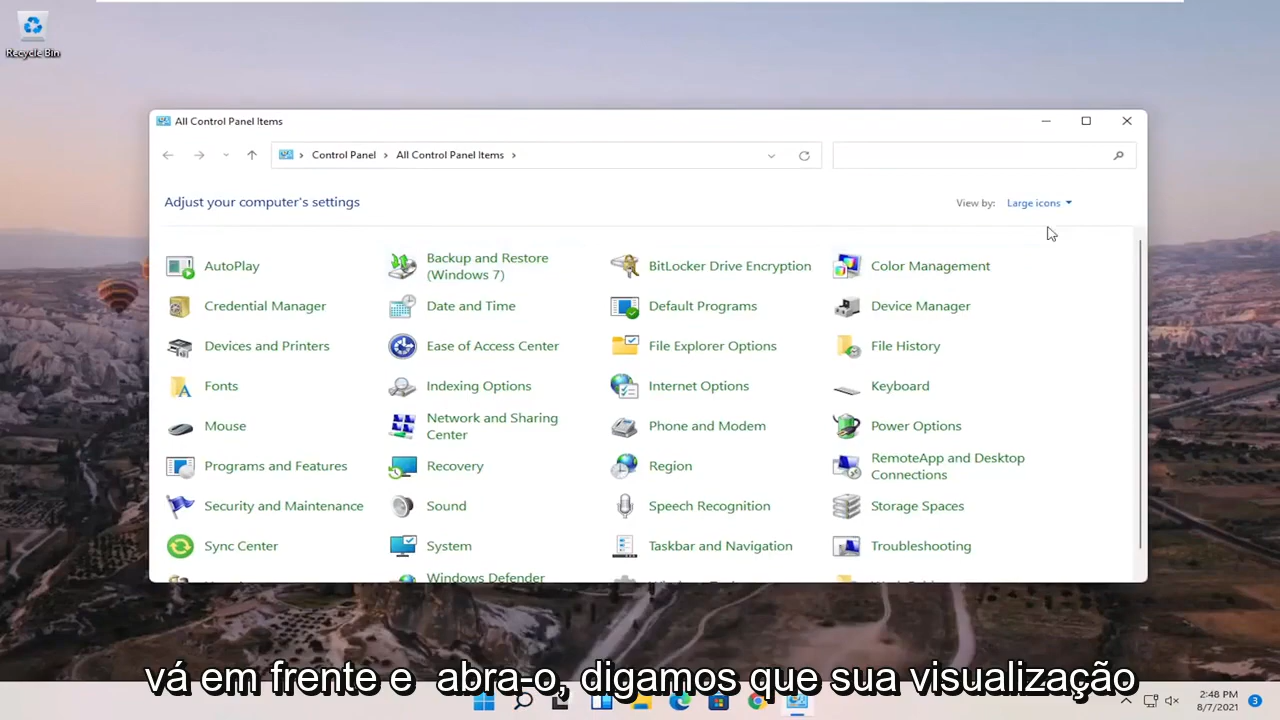 Recycle Bin
All Control Panel Items
Control Panel
All Control Panel Items
Adjust your computer's settings
View by: Large icons
AutoPlay
Backup and Restore
(Windows 7)
BitLocker Drive Encryption
Color Management
Credential Manager
Date and Time
Default Programs
Device Manager
Devices and Printers
Ease of Access Center
File Explorer Options
File History
Fonts
Indexing Options
Internet Options
Keyboard
Mouse
Network and Sharing
Center
Phone and Modem
Power Options
Programs and Features
Recovery
Region
RemoteApp and Desktop
Connections
Security and Maintenance
Sound
Speech Recognition
Storage Spaces
Sync Center
System
Taskbar and Navigation
Troubleshooting
Windows Defender
vá em frente e abra-o, digamos que sua visualização
2:48 PM
8/7/2021
3